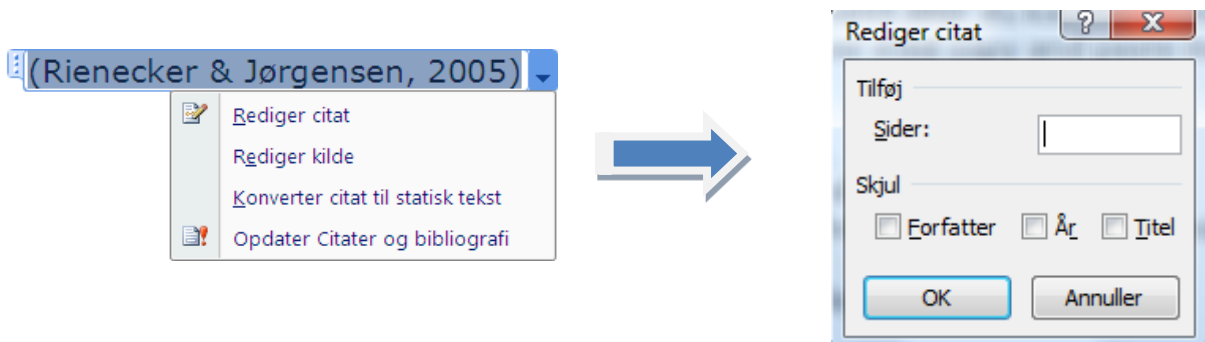 (Rienecker & Jørgensen, 2005)
Rediger citat
Rediger kilde
Konverter citat til statisk tekst
Opdater Citater og bibliografi
Rediger citat
?
X
Tilføj
Sider:
Skjul
Forfatter År Titel
OK Annuller